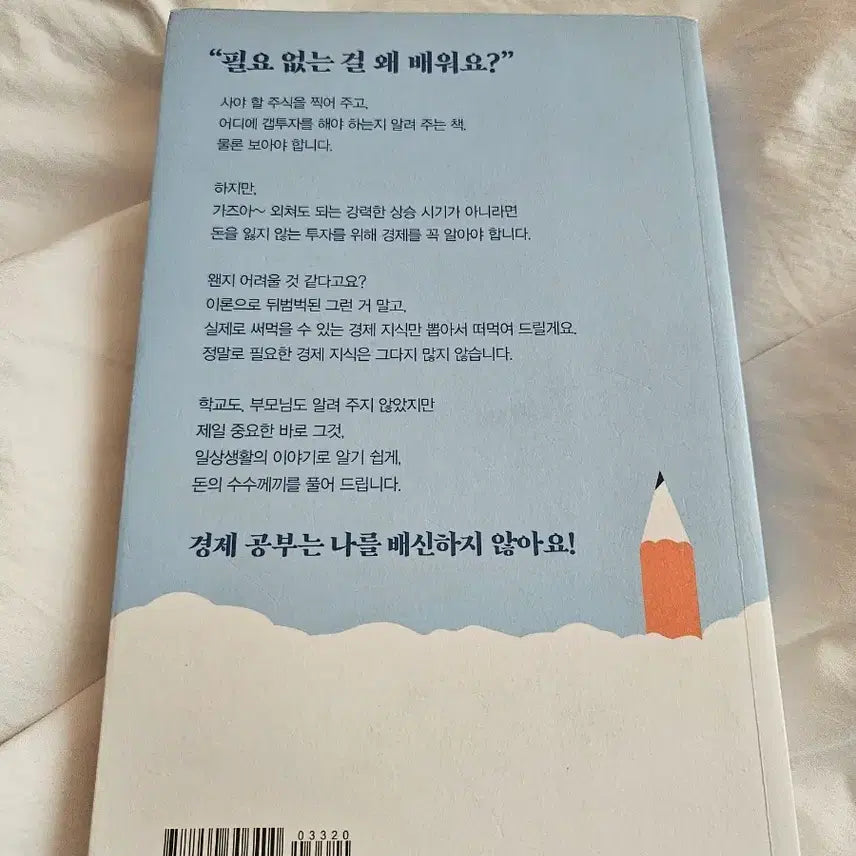 “필요 없는 걸 왜 배워요?”
사야 할 주식을 찍어 주고,
어디에 갭투자를 해야 하는지 알려 주는 책.
물론 보아야 합니다.
하지만,
가즈아~ 외쳐도 되는 강력한 상승 시기가 아니라면
돈을 잃지 않는 투자를 위해 경제를 꼭 알아야 합니다.
왠지 어려울 것 같다고요?
이론으로 뒤범벅된 그런 거 말고,
실제로 써먹을 수 있는 경제 지식만 뽑아서 떠먹여 드릴게요.
정말로 필요한 경제 지식은 그다지 많지 않습니다.
학교도, 부모님도 알려 주지 않았지만
제일 중요한 바로 그것,
일상생활의 이야기로 알기 쉽게,
돈의 수수께끼를 풀어 드립니다.
경제 공부는 나를 배신하지 않아요!
03320